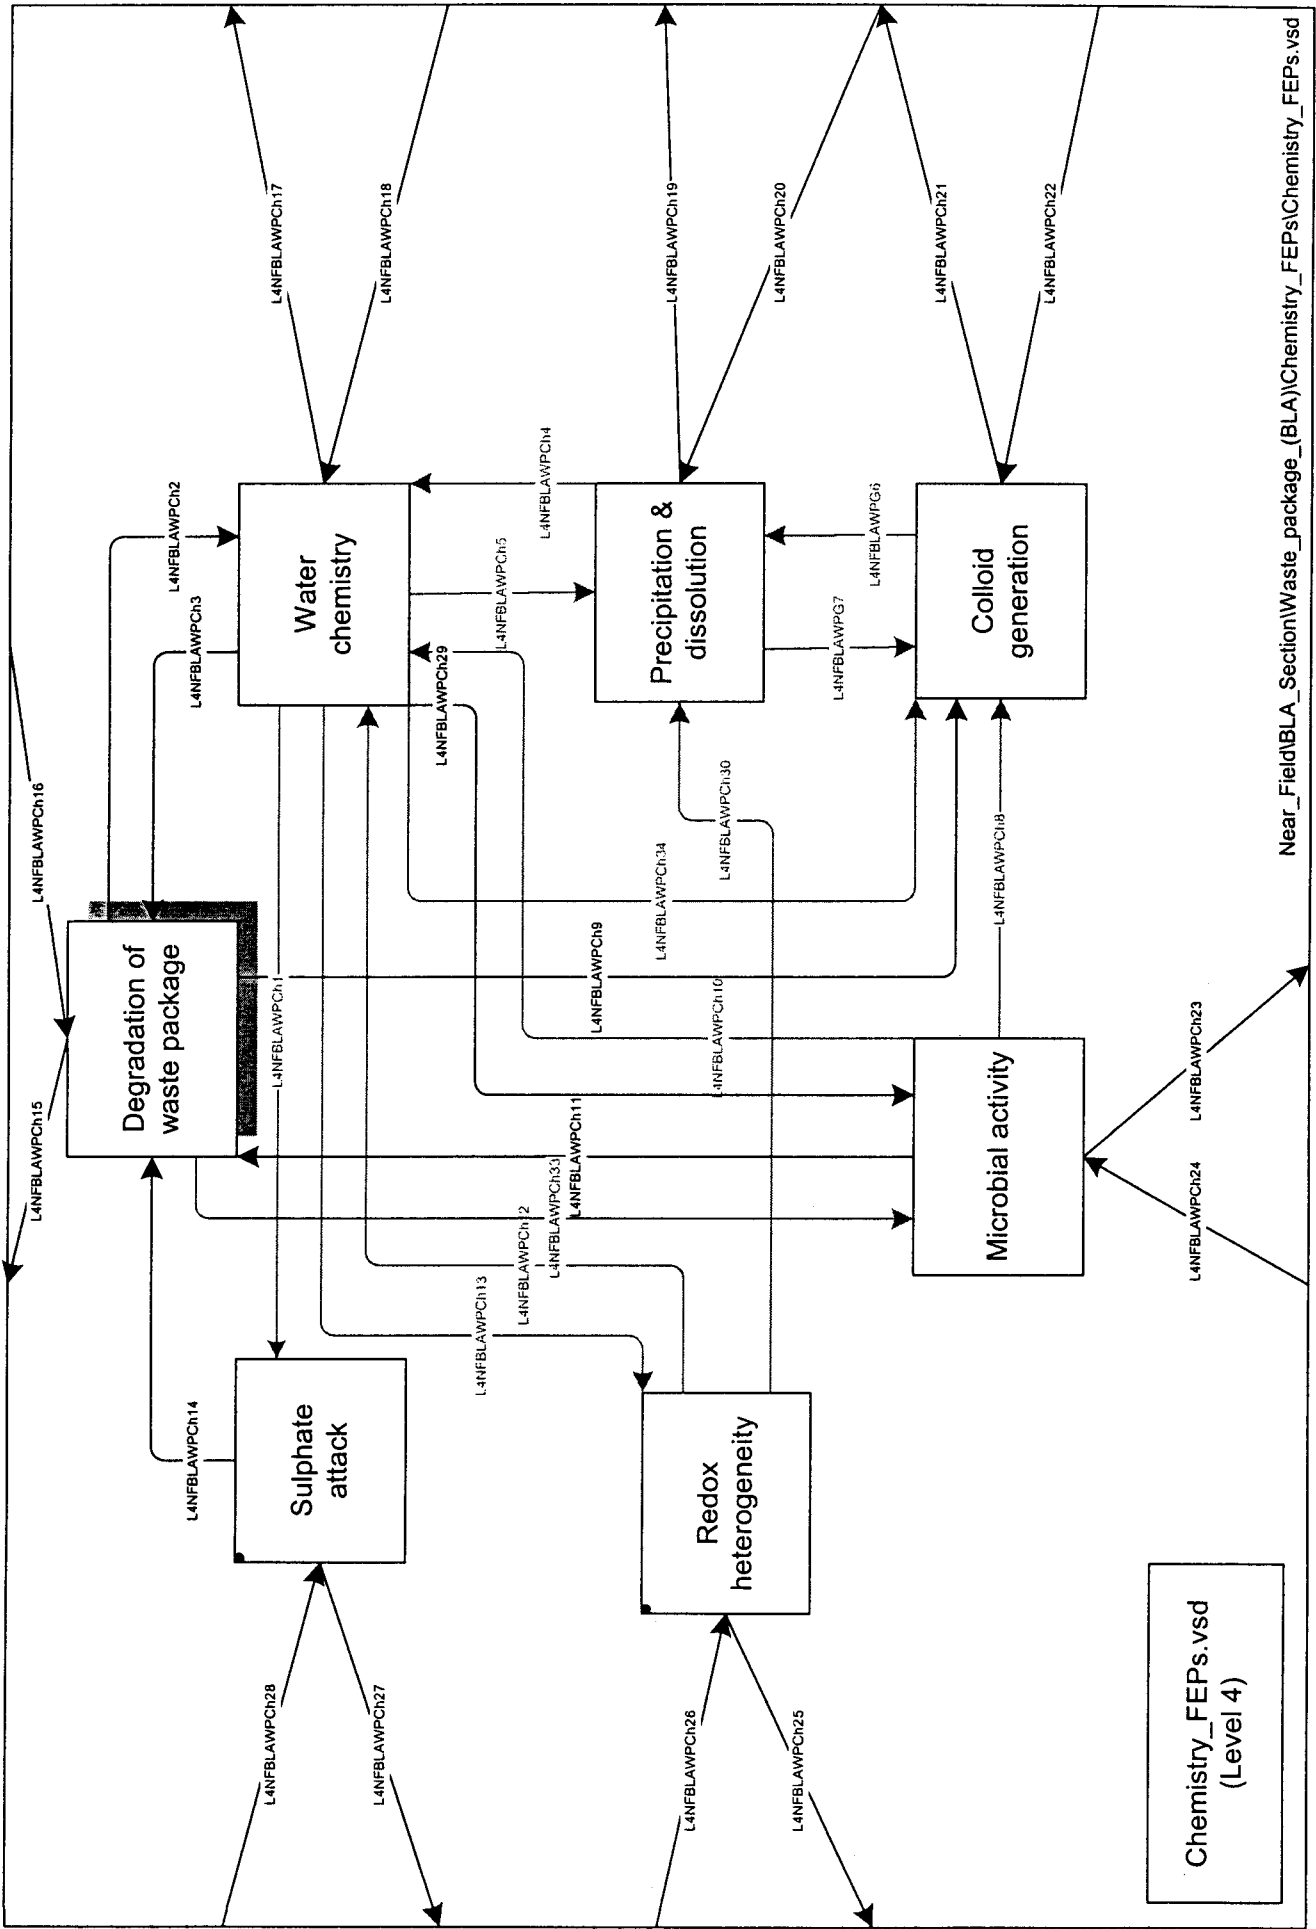 L4NFBLAWPCh15
L4NFBLAWPCh16
Degradation of
waste package
L4NFBLAWPCh2
L4NFBLAWPCh14
L4NFBLAWPCh3
L4NFBLAWPCh28
L4NFBLAWPCh1
L4NFBLAWPCh17
Sulphate
attack
Water
chemistry
L4NFBLAWPCh27
L4NFBLAWPCh18
L4NFBLAWPCh29
L4NFBLAWPCh13
L4NFBLAWPCh5
L4NFBLAWPCh12
L4NFBLAWPCh4
L4NFBLAWPCh33
L4NFBLAWPCh11
L4NFBLAWPCh9
L4NFBLAWPCh34
L4NFBLAWPCh19
Precipitation &
dissolution
L4NFBLAWPCh26
L4NFBLAWPCh10
L4NFBLAWPCh30
Redox
heterogeneity
L4NFBLAWPCh20
L4NFBLAWPCh25
L4NFBLAWPG7
L4NFBLAWPG6
L4NFBLAWPCh21
Microbial activity
Colloid
generation
L4NFBLAWPCh8
L4NFBLAWPCh22
L4NFBLAWPCh24
L4NFBLAWPCh23
Chemistry_FEPs.vsd
(Level 4)
Near_Field\BLA_Section\Waste_package_(BLA)\Chemistry_FEPs\Chemistry_FEPs.vsd